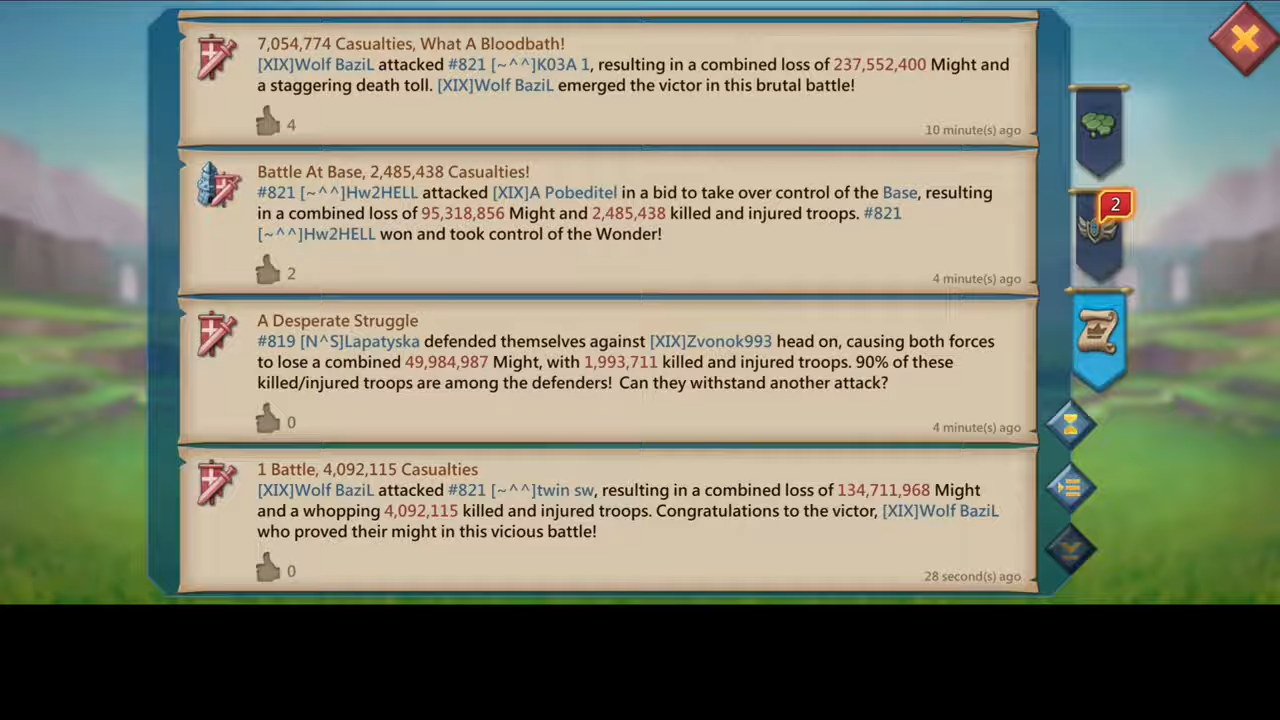 7,054,774 Casualties, What A Bloodbath!
[XIX]Wolf BaziL attacked #821 [~^^]K03A 1, resulting in a combined loss of 237,552,400 Might and
a staggering death toll. [XIX]Wolf BaziL emerged the victor in this brutal battle!
4
10 minute(s) ago
Battle At Base, 2,485,438 Casualties!
#821 [~^^]Hw2HELL attacked [XIX]A Pobeditel in a bid to take over control of the Base, resulting
in a combined loss of 95,318,856 Might and 2,485,438 killed and injured troops. #821
[~^^]Hw2HELL won and took control of the Wonder!
2
4 minute(s) ago
2
A Desperate Struggle
#819 [N^S]Lapatyska defended themselves against [XIX]Zvonok993 head on, causing both forces
to lose a combined 49,984,987 Might, with 1,993,711 killed and injured troops. 90% of these
killed/injured troops are among the defenders! Can they withstand another attack?
0
4 minute(s) ago
1 Battle, 4,092,115 Casualties
[XIX]Wolf BaziL attacked #821 [~^^]twin sw, resulting in a combined loss of 134,711,968 Might
and a whopping 4,092,115 killed and injured troops. Congratulations to the victor, [XIX]Wolf BaziL
who proved their might in this vicious battle!
0
28 second(s) ago